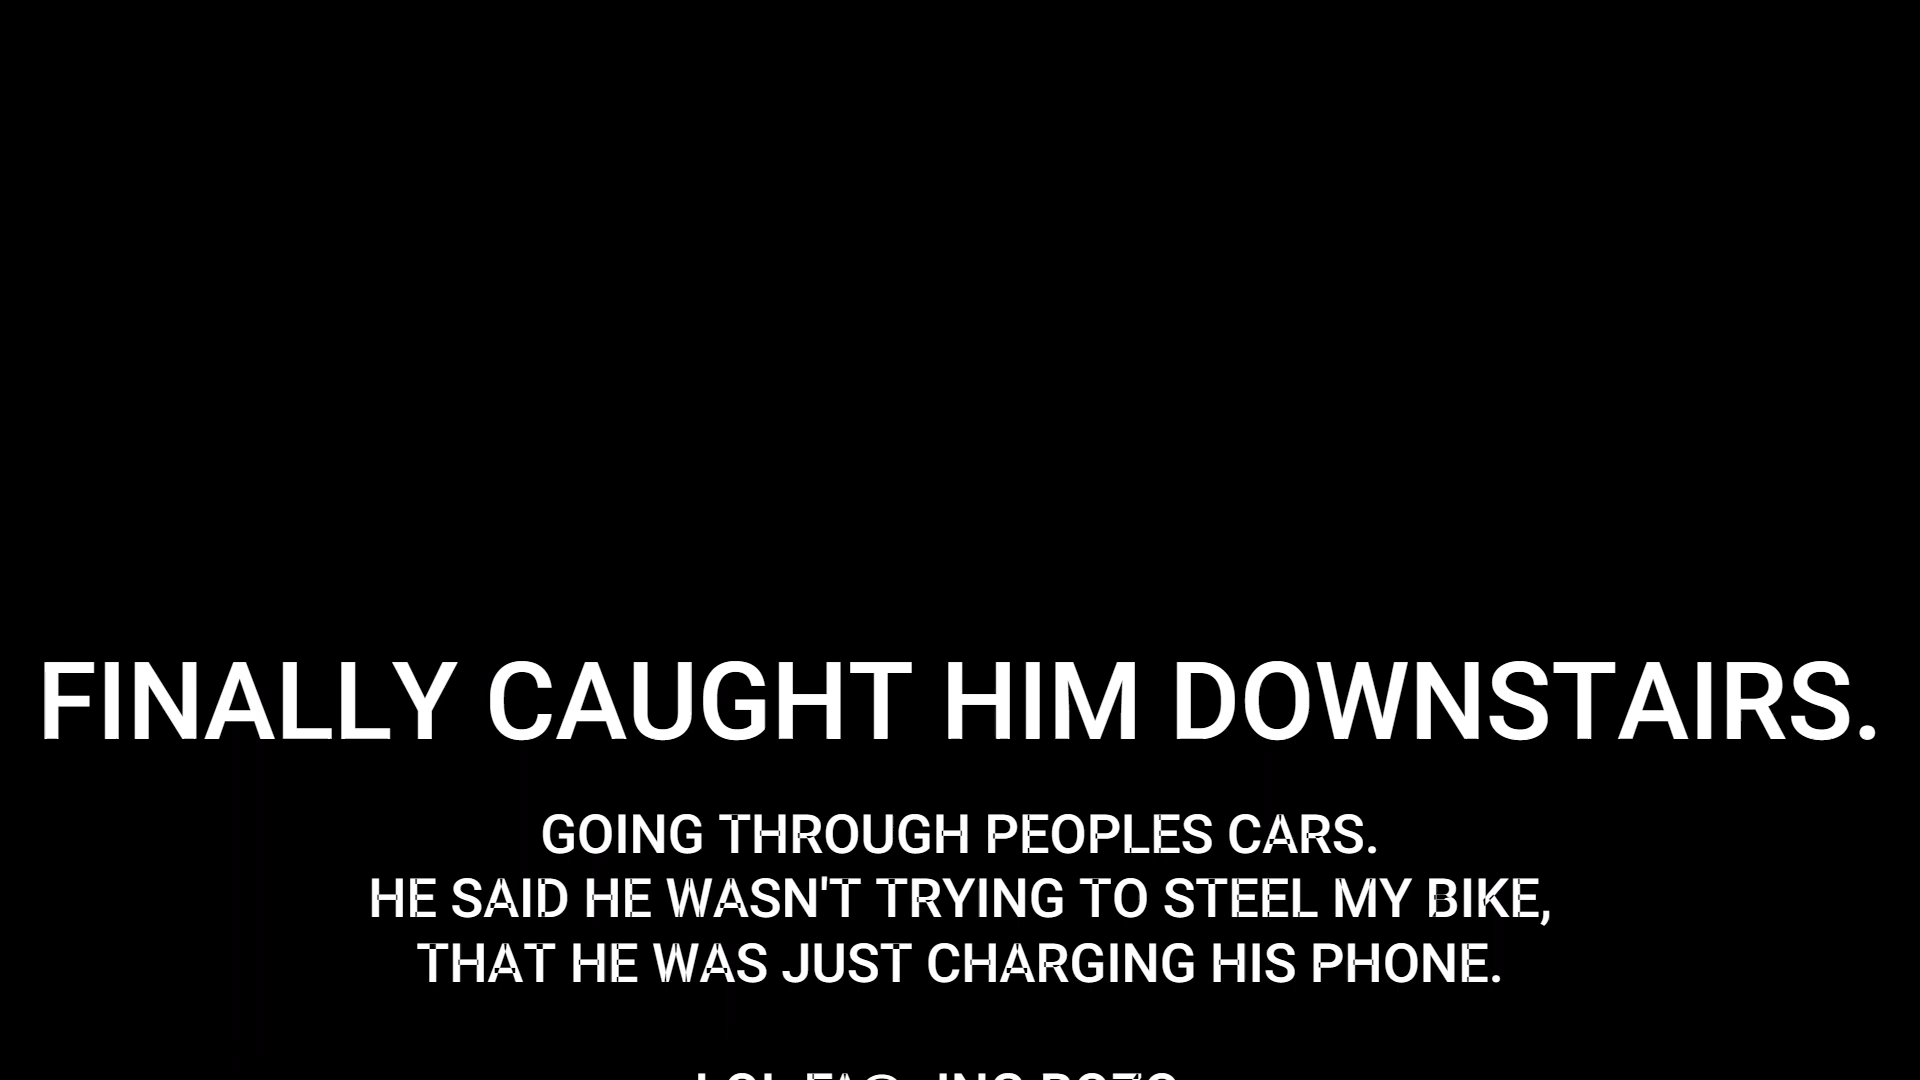 FINALLY CAUGHT HIM DOWNSTAIRS.
GOING THROUGH PEOPLES CARS.
HE SAID HE WASN'T TRYING TO STEEL MY BIKE,
THAT HE WAS JUST CHARGING HIS PHONE.
LOL